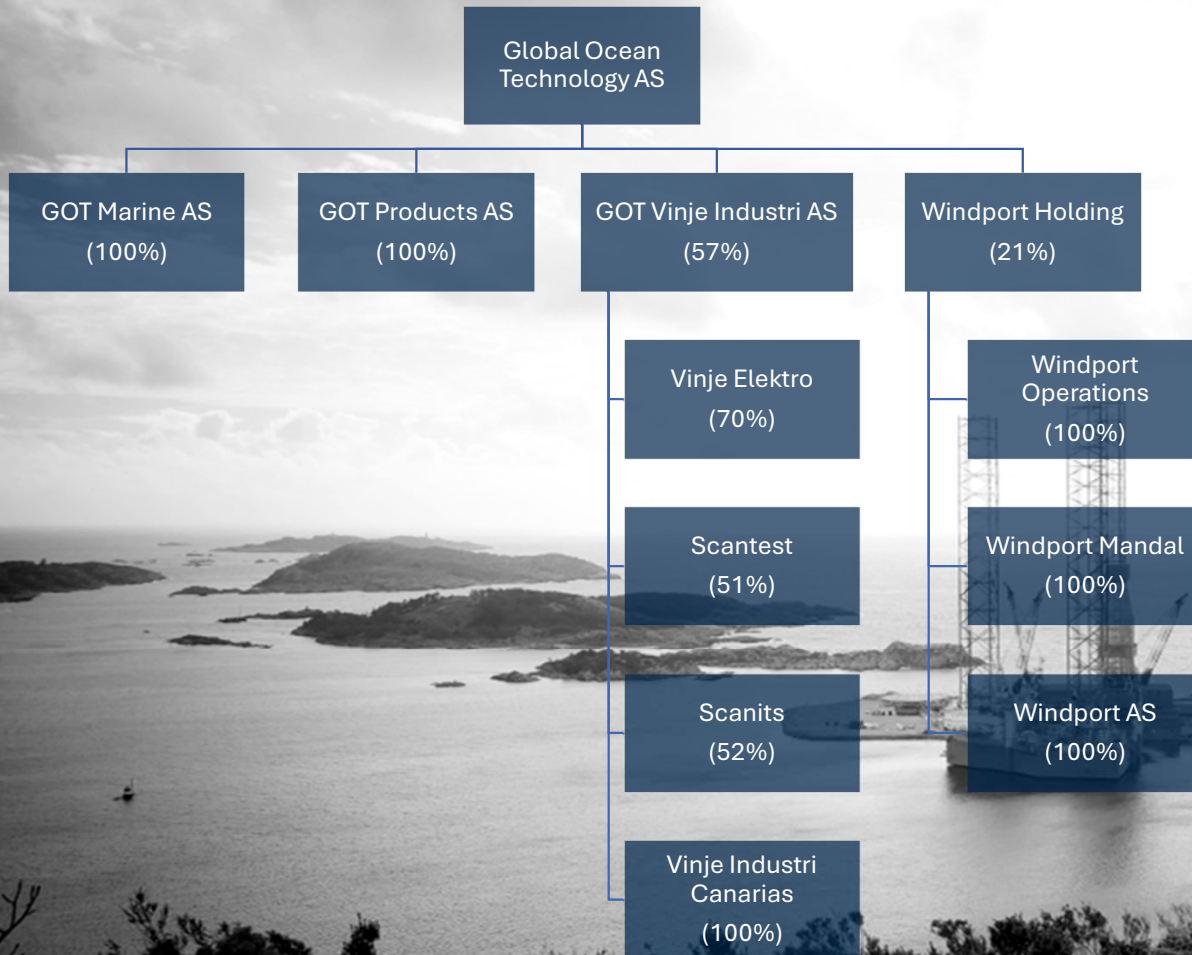 Global Ocean
Technology AS
GOT Marine AS
(100%)
GOT Products AS
(100%)
GOT Vinje Industri AS
(57%)
Windport Holding
(21%)
Vinje Elektro
(70%)
Scantest
(51%)
Scanits
(52%)
Vinje Industri
Canarias
(100%)
Windport
Operations
(100%)
Windport Mandal
(100%)
Windport AS
(100%)